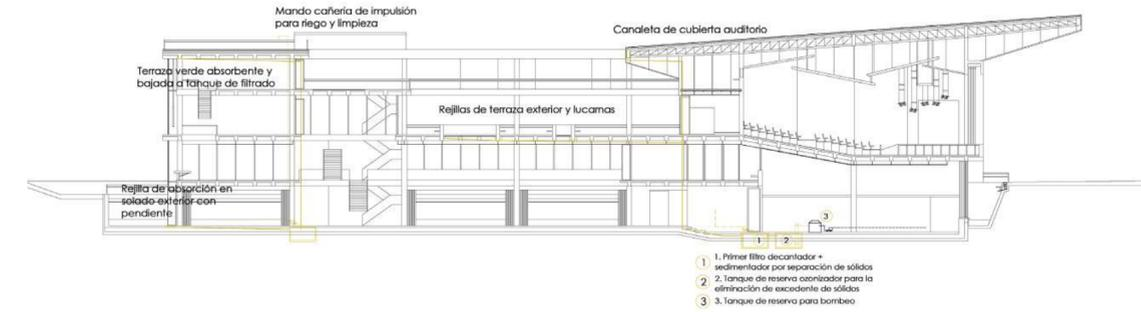 Mando cañería de impulsión
para riego y limpieza
Canaleta de cubierta auditorio
Terraza verde absorbente y
bajada a tanque de filtrado
Rejillas de terraza exterior y lucarnas
Rejilla de absorción en
solado exterior con
pendiente
3
1
2
1
1. Primer filtro decantador +
sedimentador por separación de sólidos
2
2. Tanque de reserva ozonizador para la
eliminación de excedente de sólidos
3
3. Tanque de reserva para bombeo